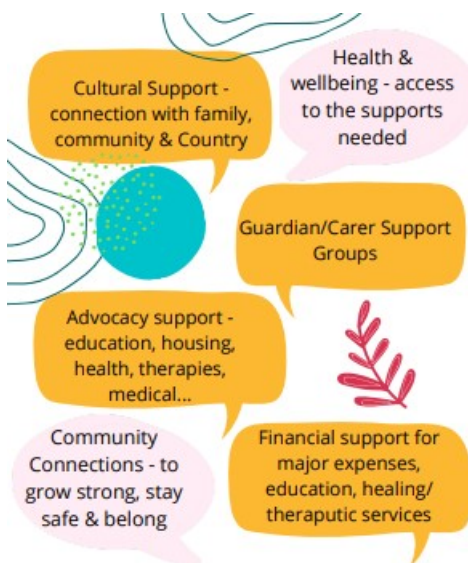 Cultural Support -
connection with family,
community & Country
Health &
wellbeing - access
to the supports
needed
Guardian/Carer Support
Groups
Advocacy support -
education, housing,
health, therapies,
medical...
Community
Connections - to
grow strong, stay
safe & belong
Financial support for
major expenses,
education, healing/
theraputic services